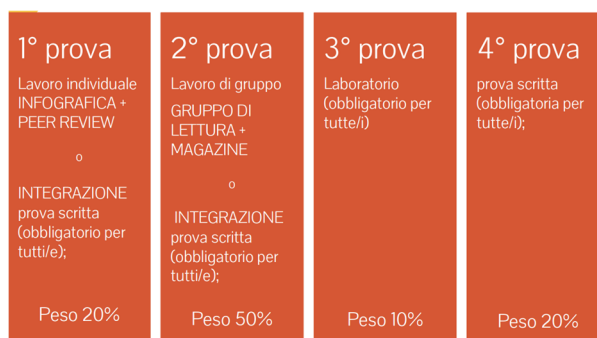 1° prova
Lavoro individuale
INFOGRAFICA +
PEER REVIEW
o
INTEGRAZIONE
prova scritta
(obbligatorio per
tutti/e);
Peso 20%
2° prova
Lavoro di gruppo
GRUPPO DI
LETTURA +
MAGAZINE
o
INTEGRAZIONE
prova scritta
(obbligatorio per
tutti/e);
Peso 50%
3° prova
Laboratorio
(obbligatorio per
tutte/i)
Peso 10%
4° prova
prova scritta
(obbligatoria per
tutte/i);
Peso 20%